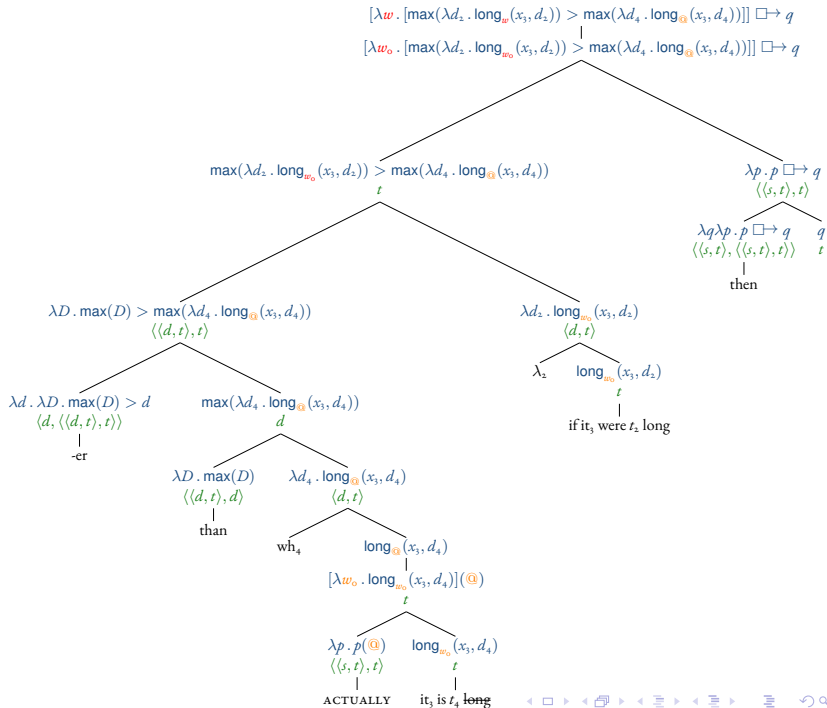 [λw . [max(λd₂ . long_w(x₃, d₂)) > max(λd₄ . long_@(x₃, d₄))]] □→ q
[λw₀ . [max(λd₂ . long_w₀(x₃, d₂)) > max(λd₄ . long_@(x₃, d₄))]] □→ q
max(λd₂ . long_w₀(x₃, d₂)) > max(λd₄ . long_@(x₃, d₄))
t
λp . p □→ q
⟨⟨s, t⟩, t⟩
λqλp . p □→ q
⟨⟨s, t⟩, ⟨⟨s, t⟩, t⟩⟩
then
q
t
λD . max(D) > max(λd₄ . long_@(x₃, d₄))
⟨⟨d, t⟩, t⟩
λd₂ . long_w₀(x₃, d₂)
⟨d, t⟩
λ₂
long_w₀(x₃, d₂)
t
if it₃ were t₂ long
λd . λD . max(D) > d
⟨d, ⟨⟨d, t⟩, t⟩⟩
-er
max(λd₄ . long_@(x₃, d₄))
d
λD . max(D)
⟨⟨d, t⟩, d⟩
than
λd₄ . long_@(x₃, d₄)
⟨d, t⟩
wh₄
long_@(x₃, d₄)
[λw₀ . long_w₀(x₃, d₄)](@)
t
λp . p(@)
⟨⟨s, t⟩, t⟩
ACTUALLY
long_w₀(x₃, d₄)
t
it₃ is t₄ long